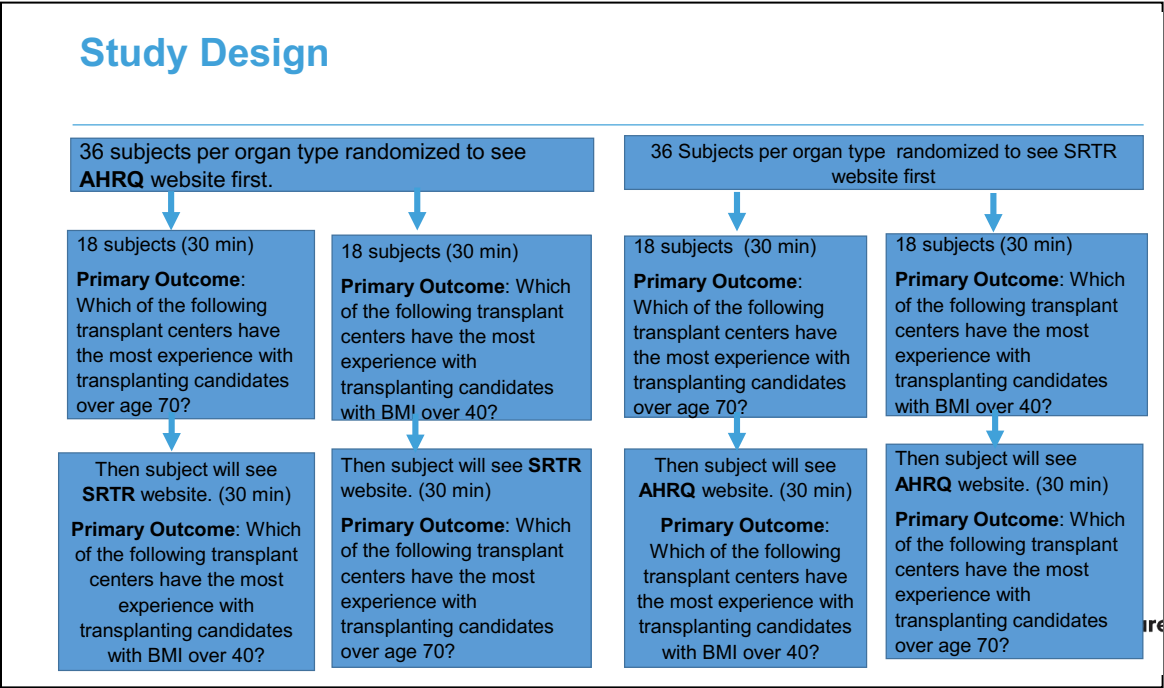 Study Design
36 subjects per organ type randomized to see
AHRQ website first.
36 Subjects per organ type randomized to see SRTR
website first
18 subjects (30 min)
Primary Outcome:
Which of the following
transplant centers have
the most experience with
transplanting candidates
over age 70?
18 subjects (30 min)
Primary Outcome: Which
of the following transplant
centers have the most
experience with
transplanting candidates
with BMI over 40?
18 subjects (30 min)
Primary Outcome:
Which of the following
transplant centers have
the most experience with
transplanting candidates
over age 70?
18 subjects (30 min)
Primary Outcome: Which
of the following transplant
centers have the most
experience with
transplanting candidates
with BMI over 40?
Then subject will see
SRTR website. (30 min)
Primary Outcome: Which
of the following transplant
centers have the most
experience with
transplanting candidates
with BMI over 40?
Then subject will see SRTR
website. (30 min)
Primary Outcome: Which
of the following transplant
centers have the most
experience with
transplanting candidates
over age 70?
Then subject will see
AHRQ website. (30 min)
Primary Outcome:
Which of the following
transplant centers have
the most experience with
transplanting candidates
with BMI over 40?
Then subject will see
AHRQ website. (30 min)
Primary Outcome: Which
of the following transplant
centers have the most
experience with
transplanting candidates
over age 70?